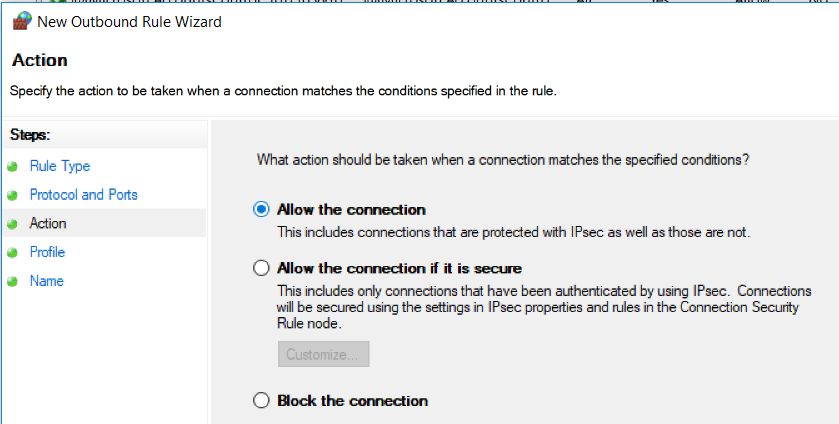 New Outbound Rule Wizard
Action
Specify the action to be taken when a connection matches the conditions specified in the rule.
Steps:
Rule Type
Protocol and Ports
Action
Profile
Name
What action should be taken when a connection matches the specified conditions?
Allow the connection
This includes connections that are protected with IPsec as well as those are not.
Allow the connection if it is secure
This includes only connections that have been authenticated by using IPsec. Connections
will be secured using the settings in IPsec properties and rules in the Connection Security
Rule node.
Customize...
Block the connection